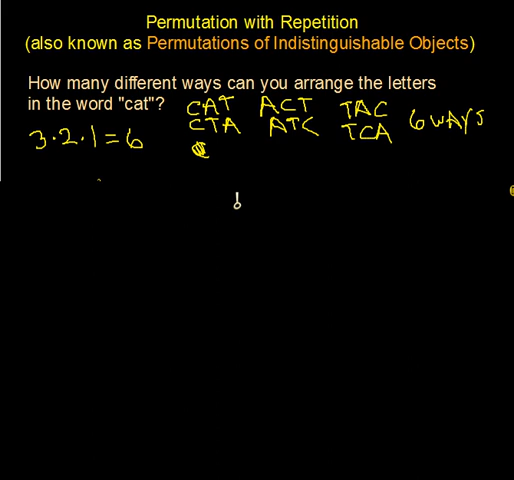 Permutation with Repetition
(also known as Permutations of Indistinguishable Objects)
How many different ways can you arrange the letters
in the word "cat"?
CAT ACT TAC
CTA ATC TCA 6 WAYS
3·2·1=6